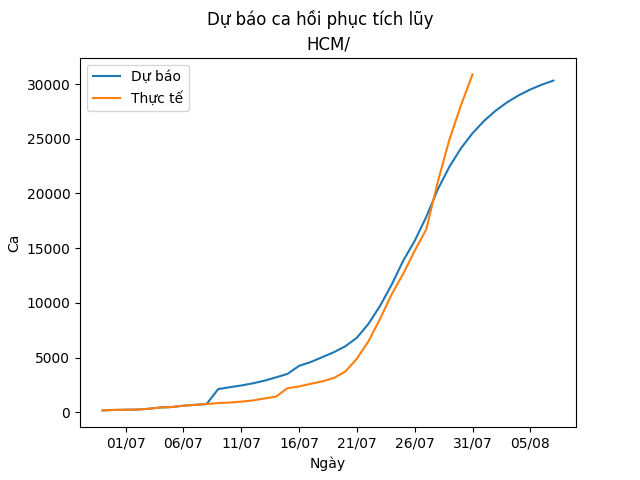 Dự báo ca hồi phục tích lũy
HCM/
Dự báo
Thực tế
30000
25000
20000
15000
10000
5000
0
Ca
01/07 06/07 11/07 16/07 21/07 26/07 31/07 05/08
Ngày